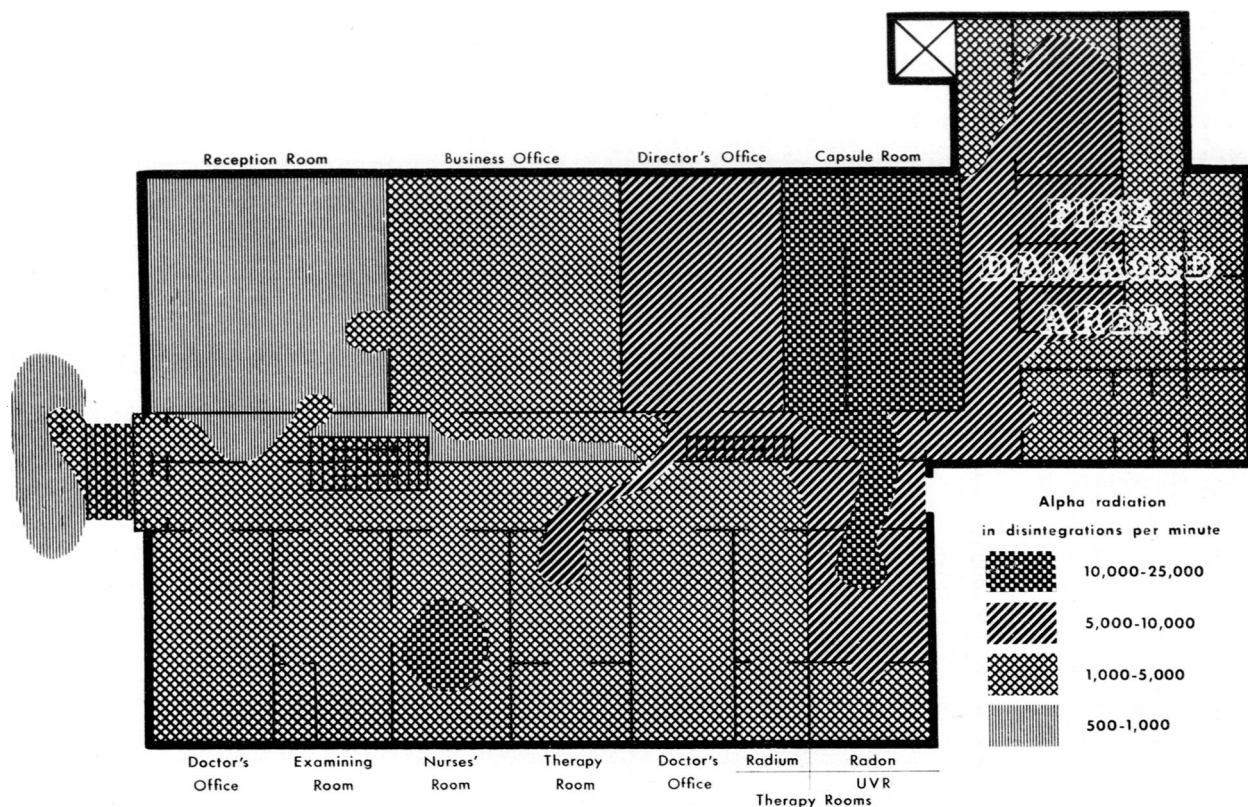 Reception Room
Business Office
Director's Office
Capsule Room
FIRE
DAMAGED
AREA
Alpha radiation
in disintegrations per minute
10,000-25,000
5,000-10,000
1,000-5,000
500-1,000
Doctor's
Office
Examining
Room
Nurses'
Room
Therapy
Room
Doctor's
Office
Radium
Radon
UVR
Therapy Rooms